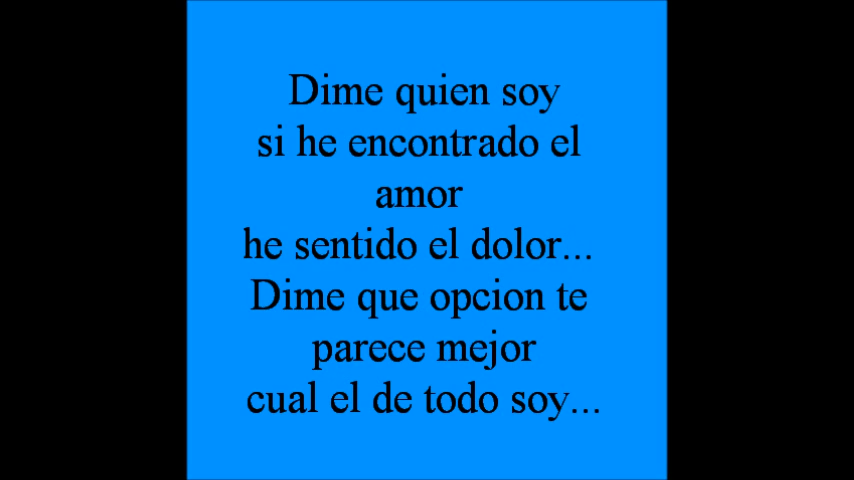 Dime quien soy
si he encontrado el
amor
he sentido el dolor...
Dime que opcion te
parece mejor
cual el de todo soy...